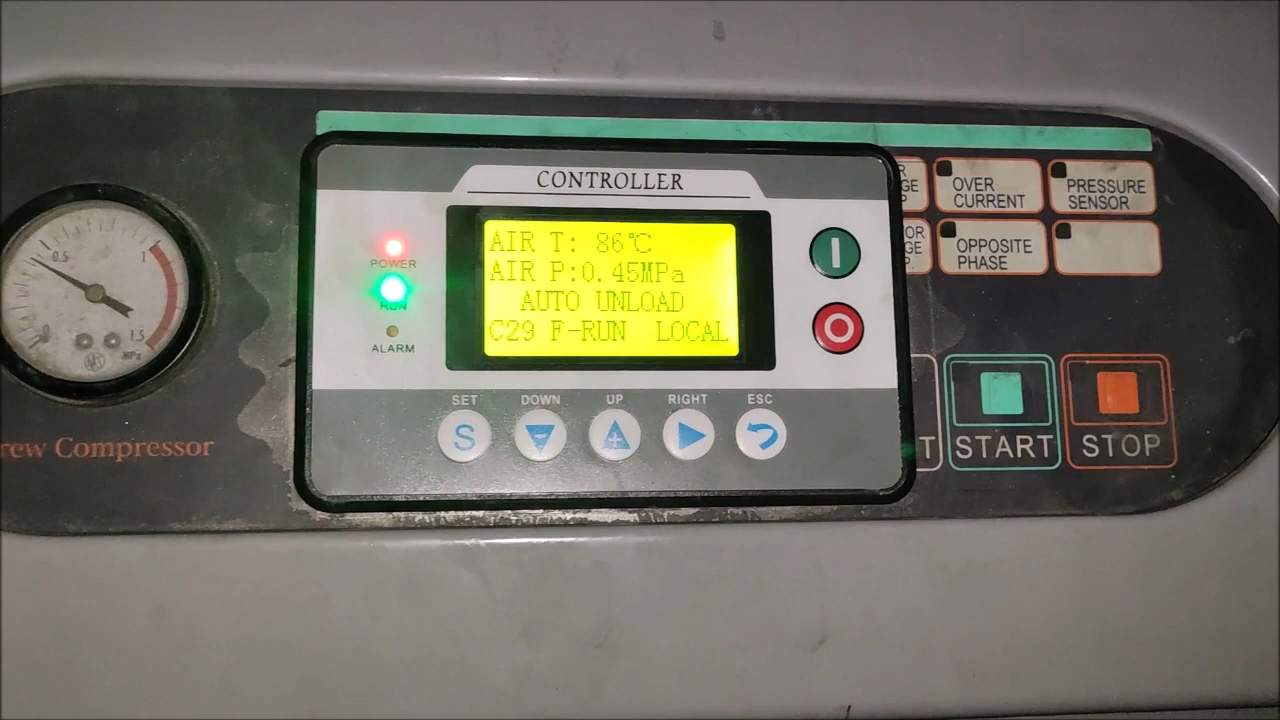 CONTROLLER
AIR T: 86℃
AIR P:0.45MPa
AUTO UNLOAD
C29 F-RUN LOCAL
POWER
RUN
ALARM
SET
DOWN
UP
RIGHT
ESC
S
OVER
CURRENT
PRESSURE
SENSOR
OPPOSITE
PHASE
START
STOP
0
0.5
1
1.5
MPa
rew Compressor